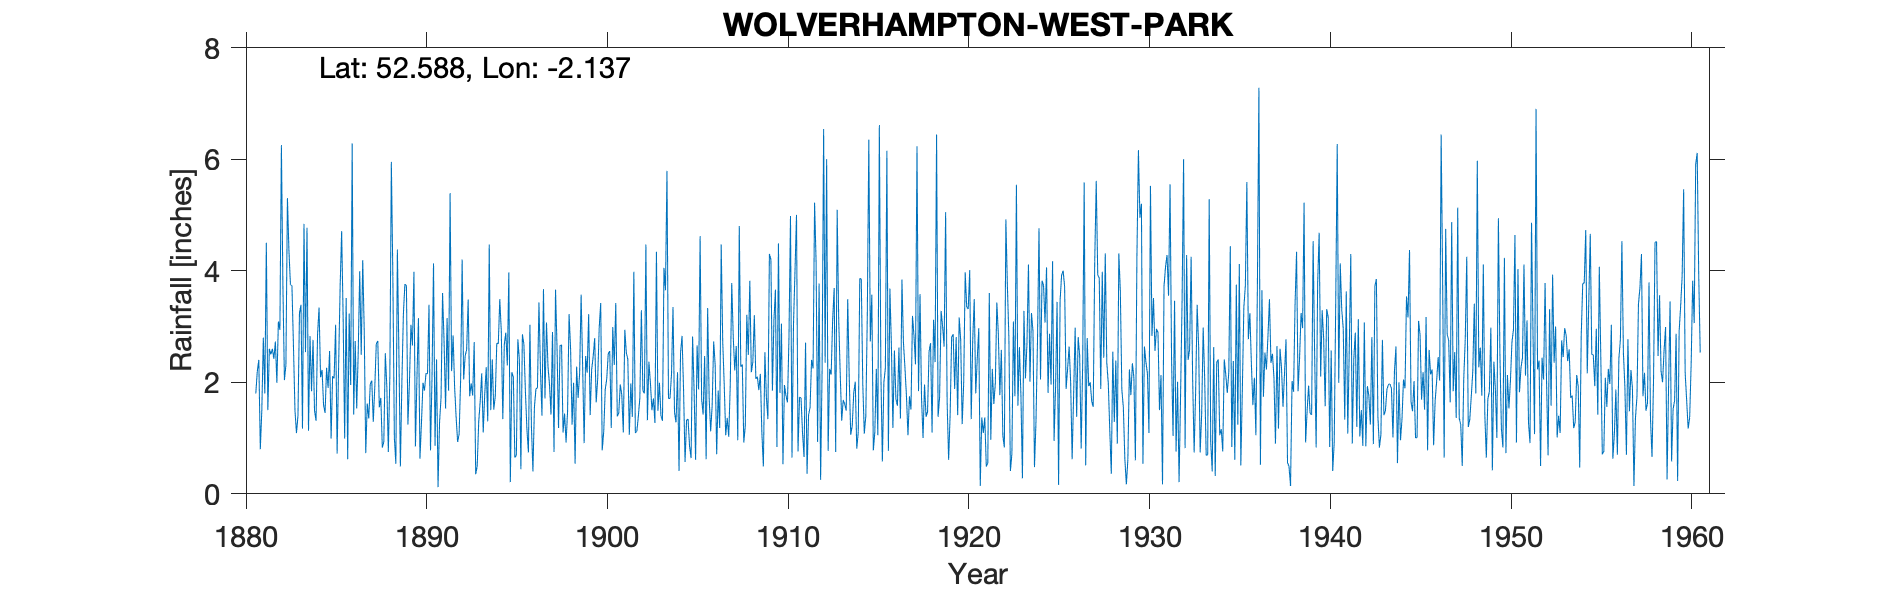 WOLVERHAMPTON-WEST-PARK
Lat: 52.588, Lon: -2.137
8
6
4
2
0
Rainfall [inches]
1880 1890 1900 1910 1920 1930 1940 1950 1960
Year